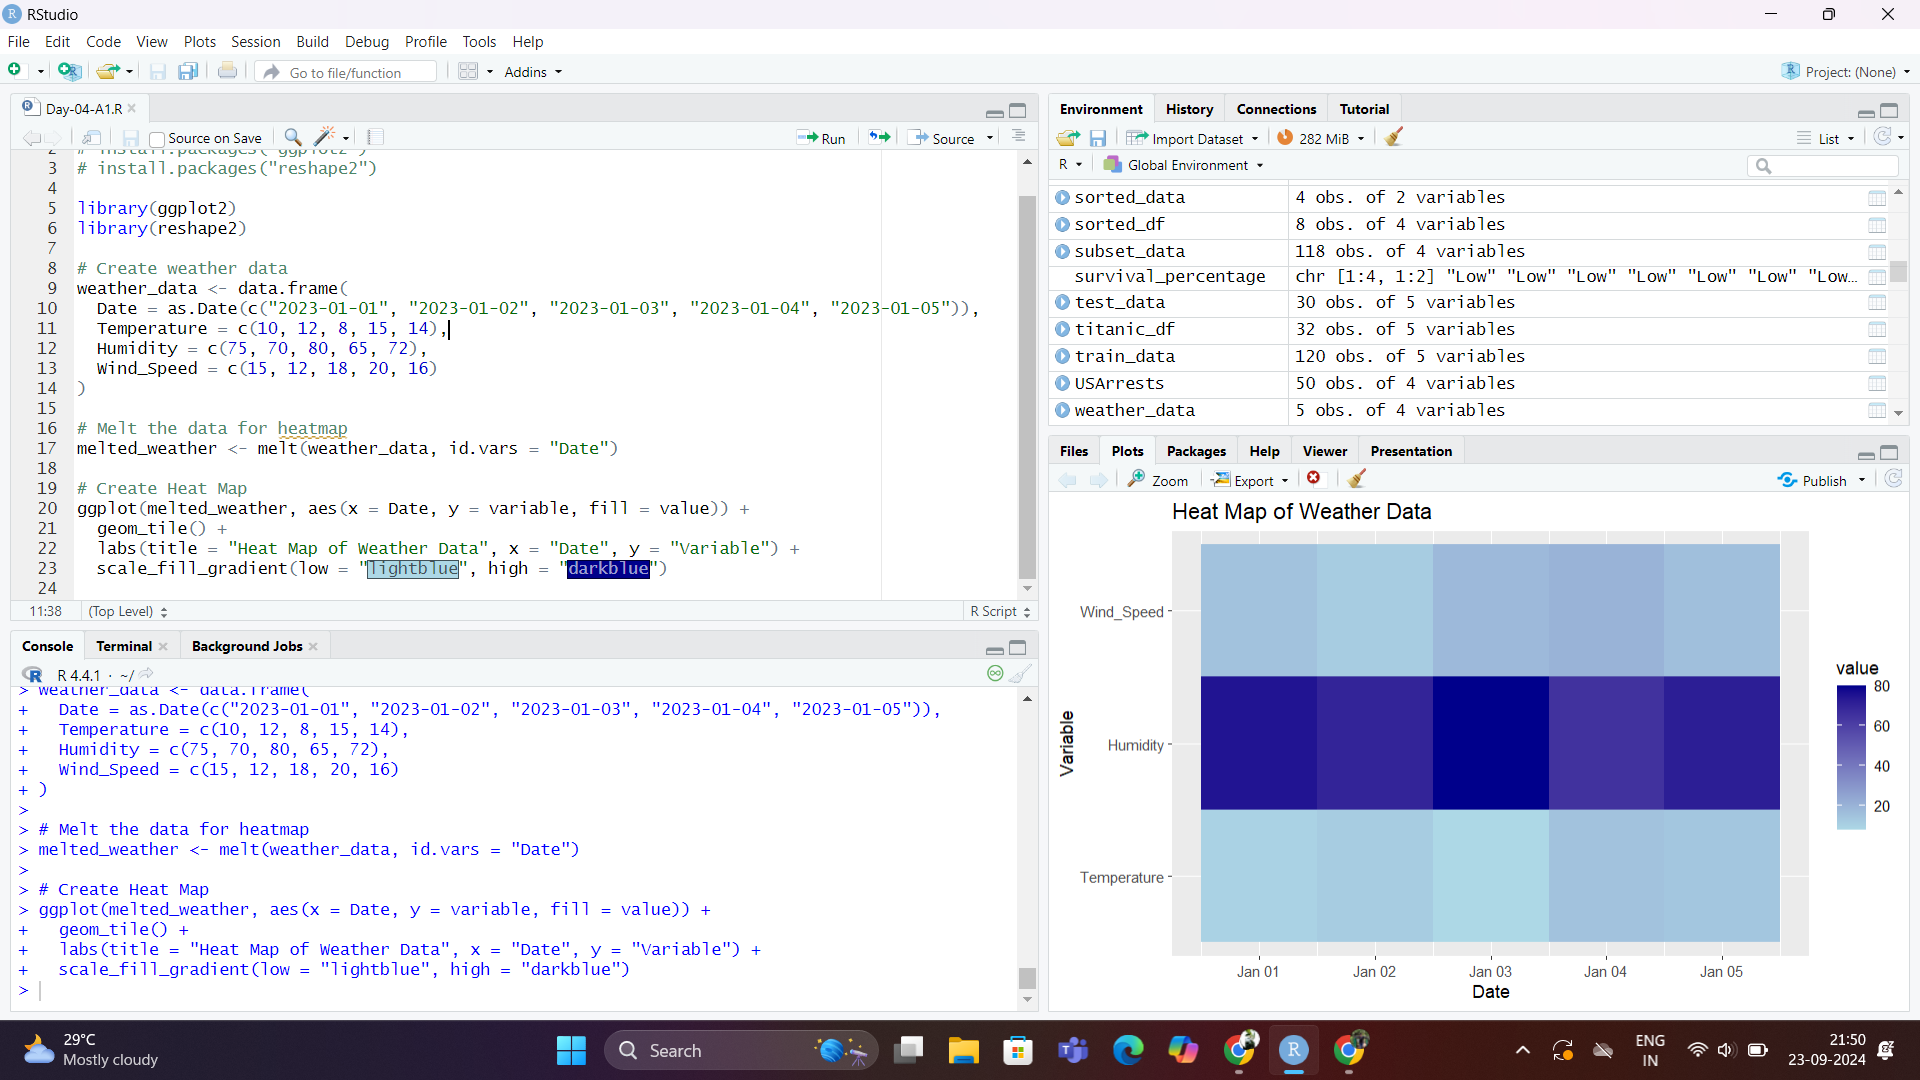 RStudio
File Edit Code View Plots Session Build Debug Profile Tools Help
Go to file/function Addins Project: (None)
Day-04-A1.R
Source on Save Run Source
2 # install.packages("ggplot2")
3 # install.packages("reshape2")
4
5 library(ggplot2)
6 library(reshape2)
7
8 # Create weather data
9 weather_data <- data.frame(
10 Date = as.Date(c("2023-01-01", "2023-01-02", "2023-01-03", "2023-01-04", "2023-01-05")),
11 Temperature = c(10, 12, 8, 15, 14),
12 Humidity = c(75, 70, 80, 65, 72),
13 Wind_Speed = c(15, 12, 18, 20, 16)
14 )
15
16 # Melt the data for heatmap
17 melted_weather <- melt(weather_data, id.vars = "Date")
18
19 # Create Heat Map
20 ggplot(melted_weather, aes(x = Date, y = variable, fill = value)) +
21 geom_tile() +
22 labs(title = "Heat Map of Weather Data", x = "Date", y = "Variable") +
23 scale_fill_gradient(low = "lightblue", high = "darkblue")
24
11:38 (Top Level) R Script
Console Terminal Background Jobs
R 4.4.1 · ~/
> weather_data <- data.frame(
+ Date = as.Date(c("2023-01-01", "2023-01-02", "2023-01-03", "2023-01-04", "2023-01-05")),
+ Temperature = c(10, 12, 8, 15, 14),
+ Humidity = c(75, 70, 80, 65, 72),
+ Wind_Speed = c(15, 12, 18, 20, 16)
+ )
>
> # Melt the data for heatmap
> melted_weather <- melt(weather_data, id.vars = "Date")
>
> # Create Heat Map
> ggplot(melted_weather, aes(x = Date, y = variable, fill = value)) +
+ geom_tile() +
+ labs(title = "Heat Map of Weather Data", x = "Date", y = "Variable") +
+ scale_fill_gradient(low = "lightblue", high = "darkblue")
>
Environment History Connections Tutorial
Import Dataset 282 MiB List
R Global Environment
sorted_data 4 obs. of 2 variables
sorted_df 8 obs. of 4 variables
subset_data 118 obs. of 4 variables
survival_percentage chr [1:4, 1:2] "Low" "Low" "Low" "Low" "Low" "Low" "Low…
test_data 30 obs. of 5 variables
titanic_df 32 obs. of 5 variables
train_data 120 obs. of 5 variables
USArrests 50 obs. of 4 variables
weather_data 5 obs. of 4 variables
Files Plots Packages Help Viewer Presentation
Zoom Export Publish
Heat Map of Weather Data
Variable
Wind_Speed
Humidity
Temperature
Jan 01 Jan 02 Jan 03 Jan 04 Jan 05
Date
value
80
60
40
20
29°C
Mostly cloudy
Search
ENG
IN
21:50
23-09-2024